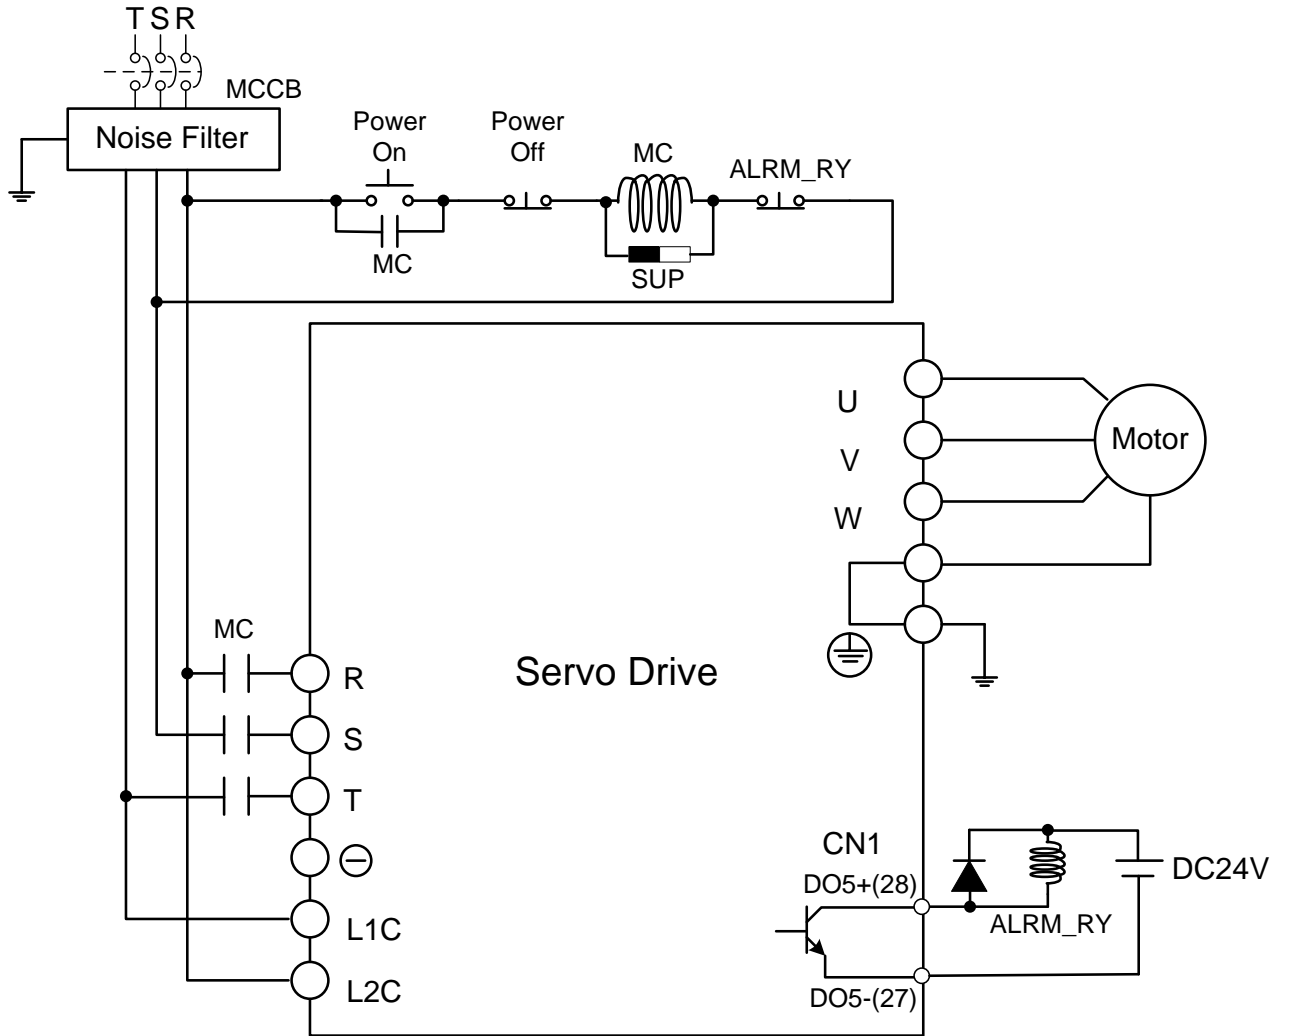 T S R
MCCB
Noise Filter
Power
On
Power
Off
MC
ALRM_RY
MC
SUP
U
V
W
Motor
MC
R
S
T
Servo Drive
L1C
L2C
CN1
DO5+(28)
DO5-(27)
ALRM_RY
DC24V